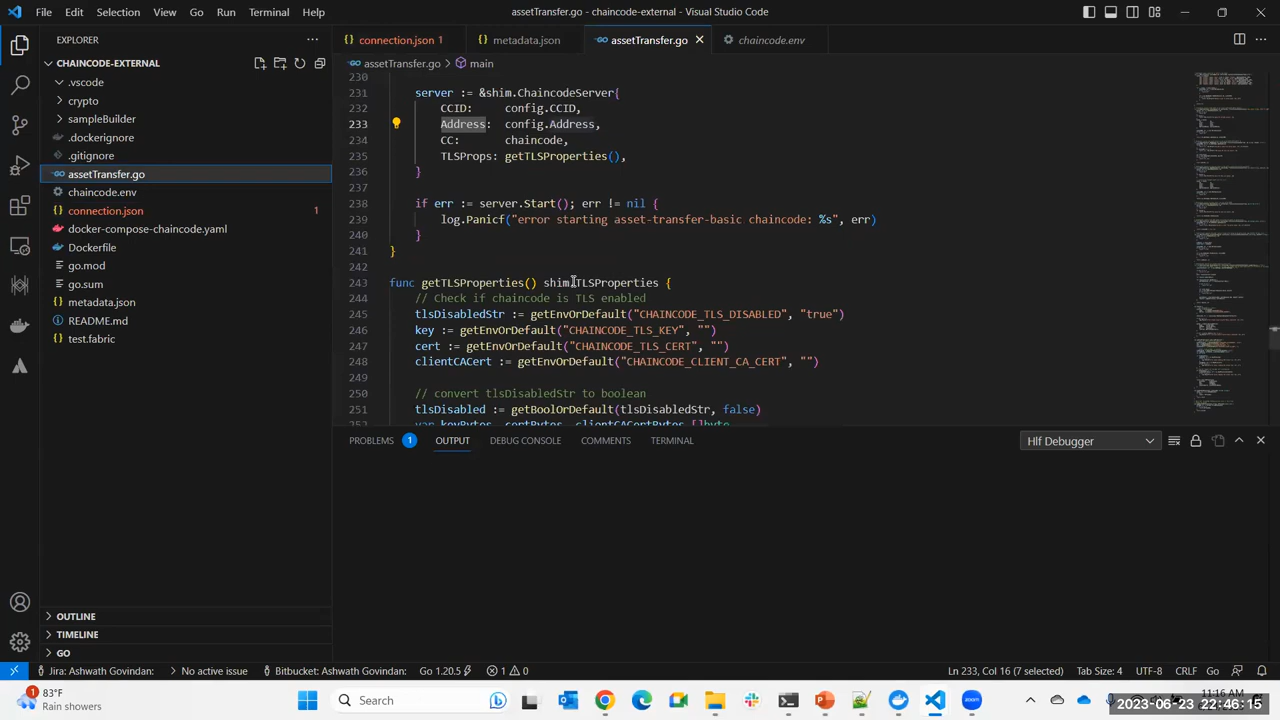 File Edit Selection View Go Run Terminal Help
assetTransfer.go - chaincode-external - Visual Studio Code
EXPLORER
CHAINCODE-EXTERNAL
.vscode
crypto
sampleBuilder
.dockerignore
.gitignore
assetTransfer.go
chaincode.env
connection.json 1
docker-compose-chaincode.yaml
Dockerfile
go.mod
go.sum
metadata.json
README.md
test.fabric
OUTLINE
TIMELINE
GO
connection.json 1 metadata.json assetTransfer.go chaincode.env
assetTransfer.go > main
230
231 server := &shim.ChaincodeServer{
232 CCID: config.CCID,
233 Address: config.Address,
234 CC: chaincode,
235 TLSProps: getTLSProperties(),
236 }
237
238 if err := server.Start(); err != nil {
239 log.Panicf("error starting asset-transfer-basic chaincode: %s", err)
240 }
241 }
242
243 func getTLSProperties() shim.TLSProperties {
244 // Check if chaincode is TLS enabled
245 tlsDisabledStr := getEnvOrDefault("CHAINCODE_TLS_DISABLED", "true")
246 key := getEnvOrDefault("CHAINCODE_TLS_KEY", "")
247 cert := getEnvOrDefault("CHAINCODE_TLS_CERT", "")
248 clientCACert := getEnvOrDefault("CHAINCODE_CLIENT_CA_CERT", "")
249
250 // convert tlsDisabledStr to boolean
251 tlsDisabled := getBoolOrDefault(tlsDisabledStr, false)
252 var keyBytes, certBytes, clientCACertBytes []byte
PROBLEMS 1 OUTPUT DEBUG CONSOLE COMMENTS TERMINAL
Hlf Debugger
Jira: Ashwath Govindan: No active issue Bitbucket: Ashwath Govindan: Go 1.20.5 1 0
Ln 233, Col 16 (7 selected) Tab Size: 4 UTF-8 CRLF Go
1 83°F
Rain showers
Search
zoom
11:16 AM
2023-06-23 22:46:15